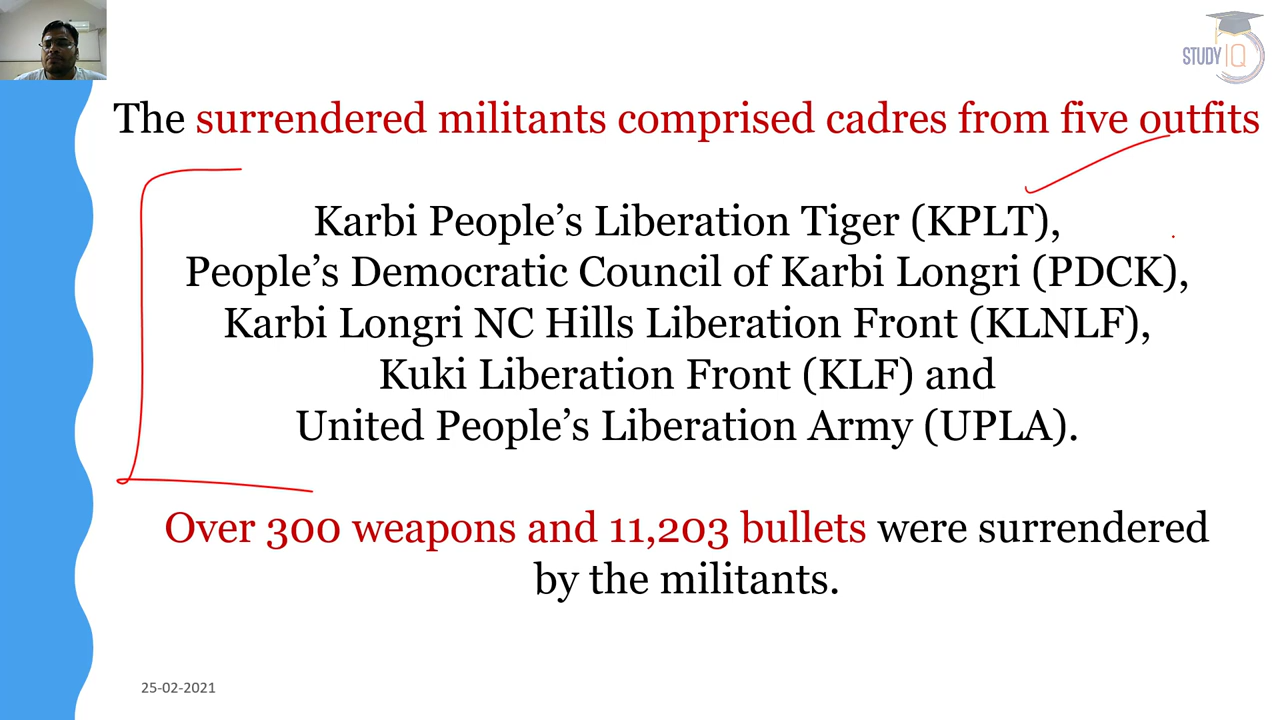 STUDY IQ
The surrendered militants comprised cadres from five outfits
Karbi People’s Liberation Tiger (KPLT),
People’s Democratic Council of Karbi Longri (PDCK),
Karbi Longri NC Hills Liberation Front (KLNLF),
Kuki Liberation Front (KLF) and
United People’s Liberation Army (UPLA).
Over 300 weapons and 11,203 bullets were surrendered
by the militants.
25-02-2021